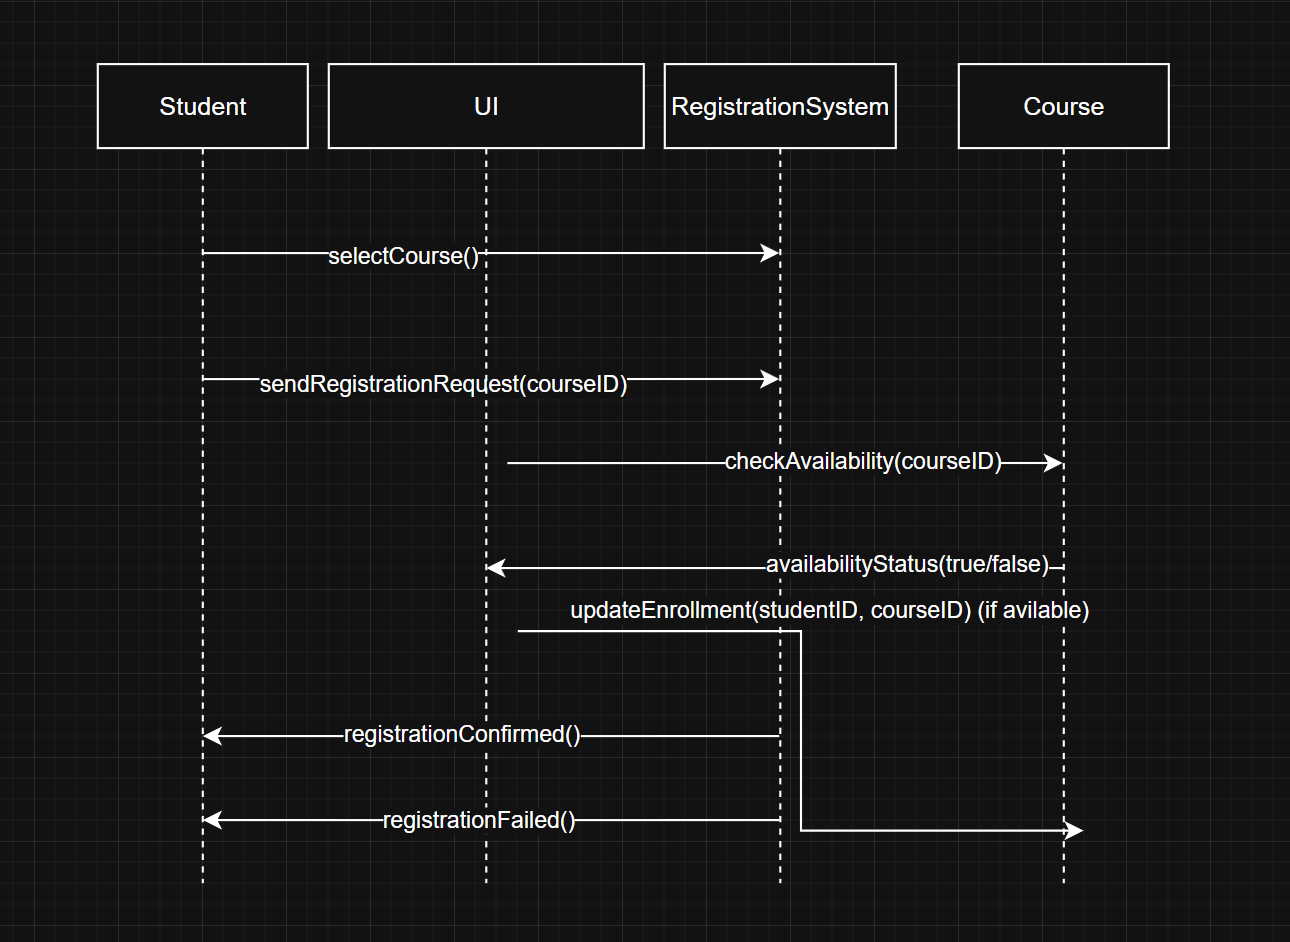 Student
UI
RegistrationSystem
Course
selectCourse()
sendRegistrationRequest(courseID)
checkAvailability(courseID)
availabilityStatus(true/false)
updateEnrollment(studentID, courseID) (if avilable)
registrationConfirmed()
registrationFailed()